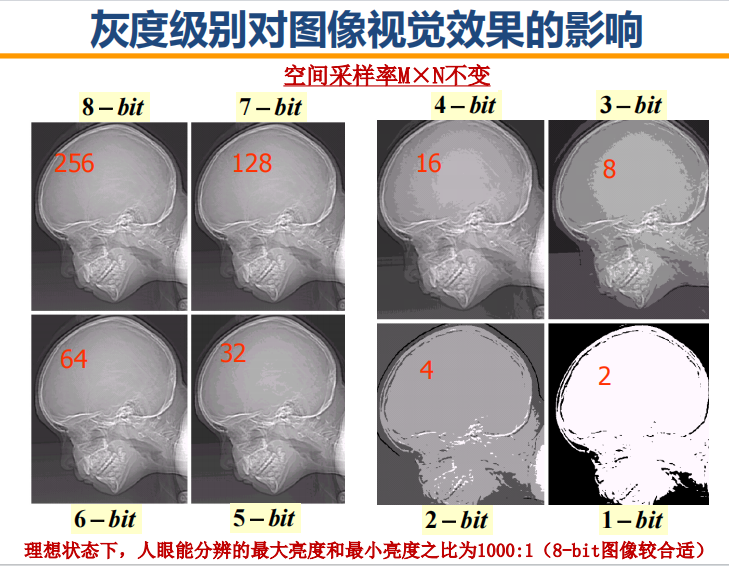 灰度级别对图像视觉效果的影响
空间采样率M×N不变
8-bit 7-bit 4-bit 3-bit
256 128 16 8
64 32 4 2
6-bit 5-bit 2-bit 1-bit
理想状态下，人眼能分辨的最大亮度和最小亮度之比为1000:1（8-bit图像较合适）